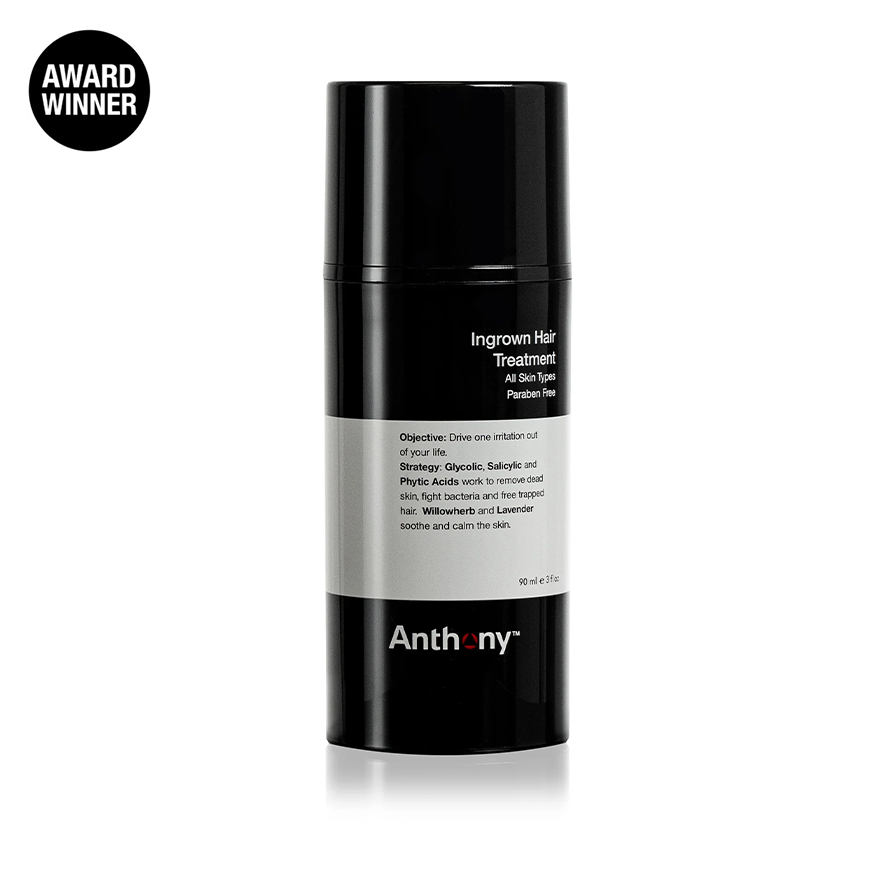 AWARD
WINNER
Ingrown Hair
Treatment
All Skin Types
Paraben Free
Objective: Drive one irritation out
of your life.
Strategy: Glycolic, Salicylic and
Phytic Acids work to remove dead
skin, fight bacteria and free trapped
hair. Willowherb and Lavender
soothe and calm the skin.
90 ml e 3 fl oz
Anthony™